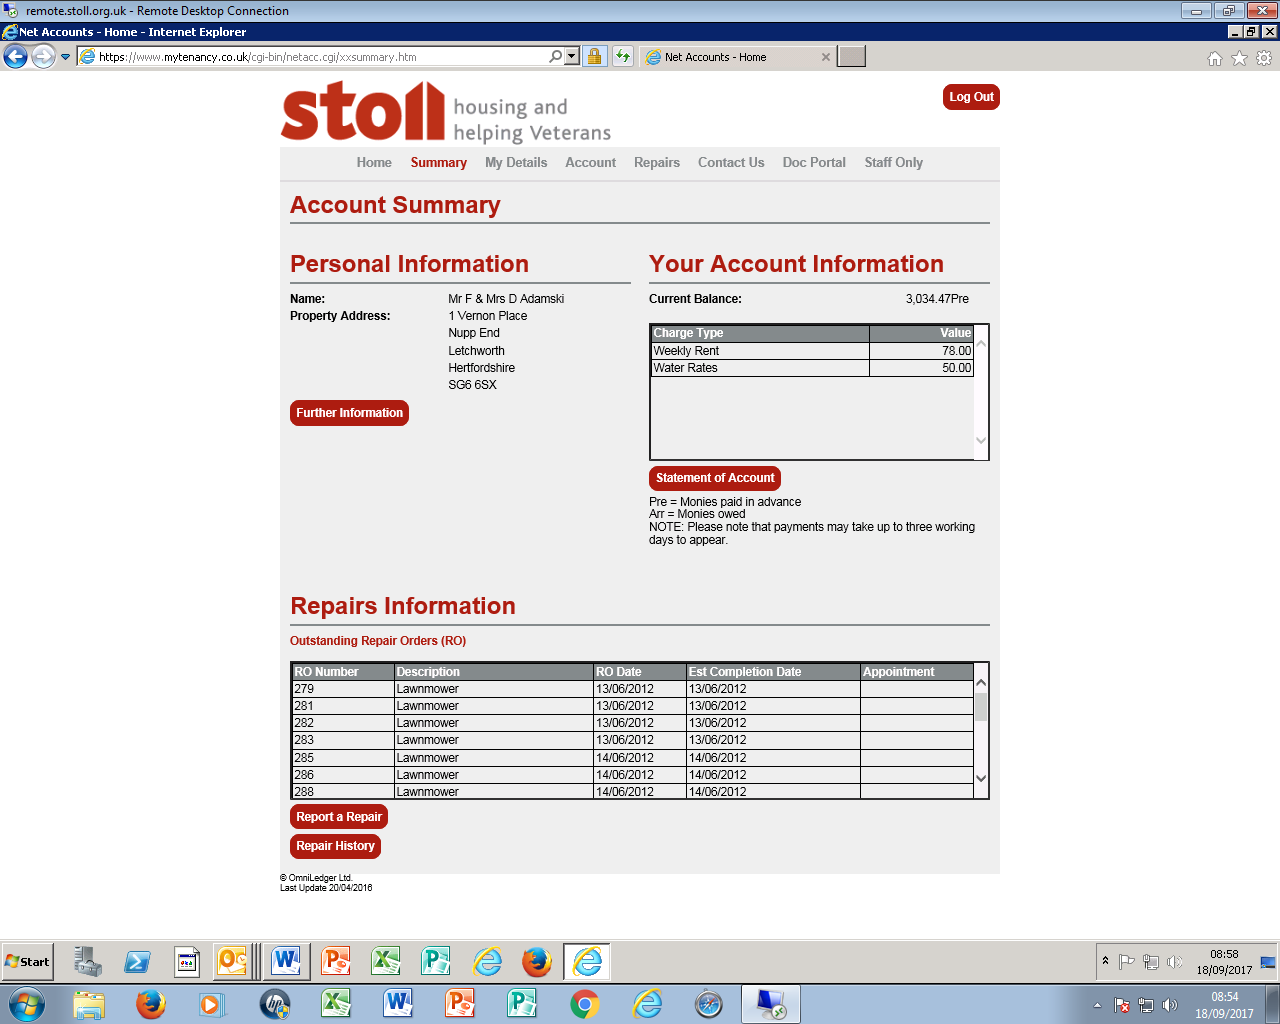 remote.stoll.org.uk - Remote Desktop Connection
Net Accounts - Home - Internet Explorer
https://www.mytenancy.co.uk/cgi-bin/netacc.cgi/xxsummary.htm
Net Accounts - Home
stoll housing and helping Veterans
Log Out
Home Summary My Details Account Repairs Contact Us Doc Portal Staff Only
Account Summary
Personal Information
Name: Mr F & Mrs D Adamski
Property Address: 1 Vernon Place
Nupp End
Letchworth
Hertfordshire
SG6 6SX
Further Information
Your Account Information
Current Balance: 3,034.47Pre
Charge Type Value
Weekly Rent 78.00
Water Rates 50.00
Statement of Account
Pre = Monies paid in advance
Arr = Monies owed
NOTE: Please note that payments may take up to three working
days to appear.
Repairs Information
Outstanding Repair Orders (RO)
RO Number Description RO Date Est Completion Date Appointment
279 Lawnmower 13/06/2012 13/06/2012
281 Lawnmower 13/06/2012 13/06/2012
282 Lawnmower 13/06/2012 13/06/2012
283 Lawnmower 13/06/2012 13/06/2012
285 Lawnmower 14/06/2012 14/06/2012
286 Lawnmower 14/06/2012 14/06/2012
288 Lawnmower 14/06/2012 14/06/2012
Report a Repair
Repair History
© OmniLedger Ltd.
Last Update 20/04/2016
Start
08:58
18/09/2017
08:54
18/09/2017